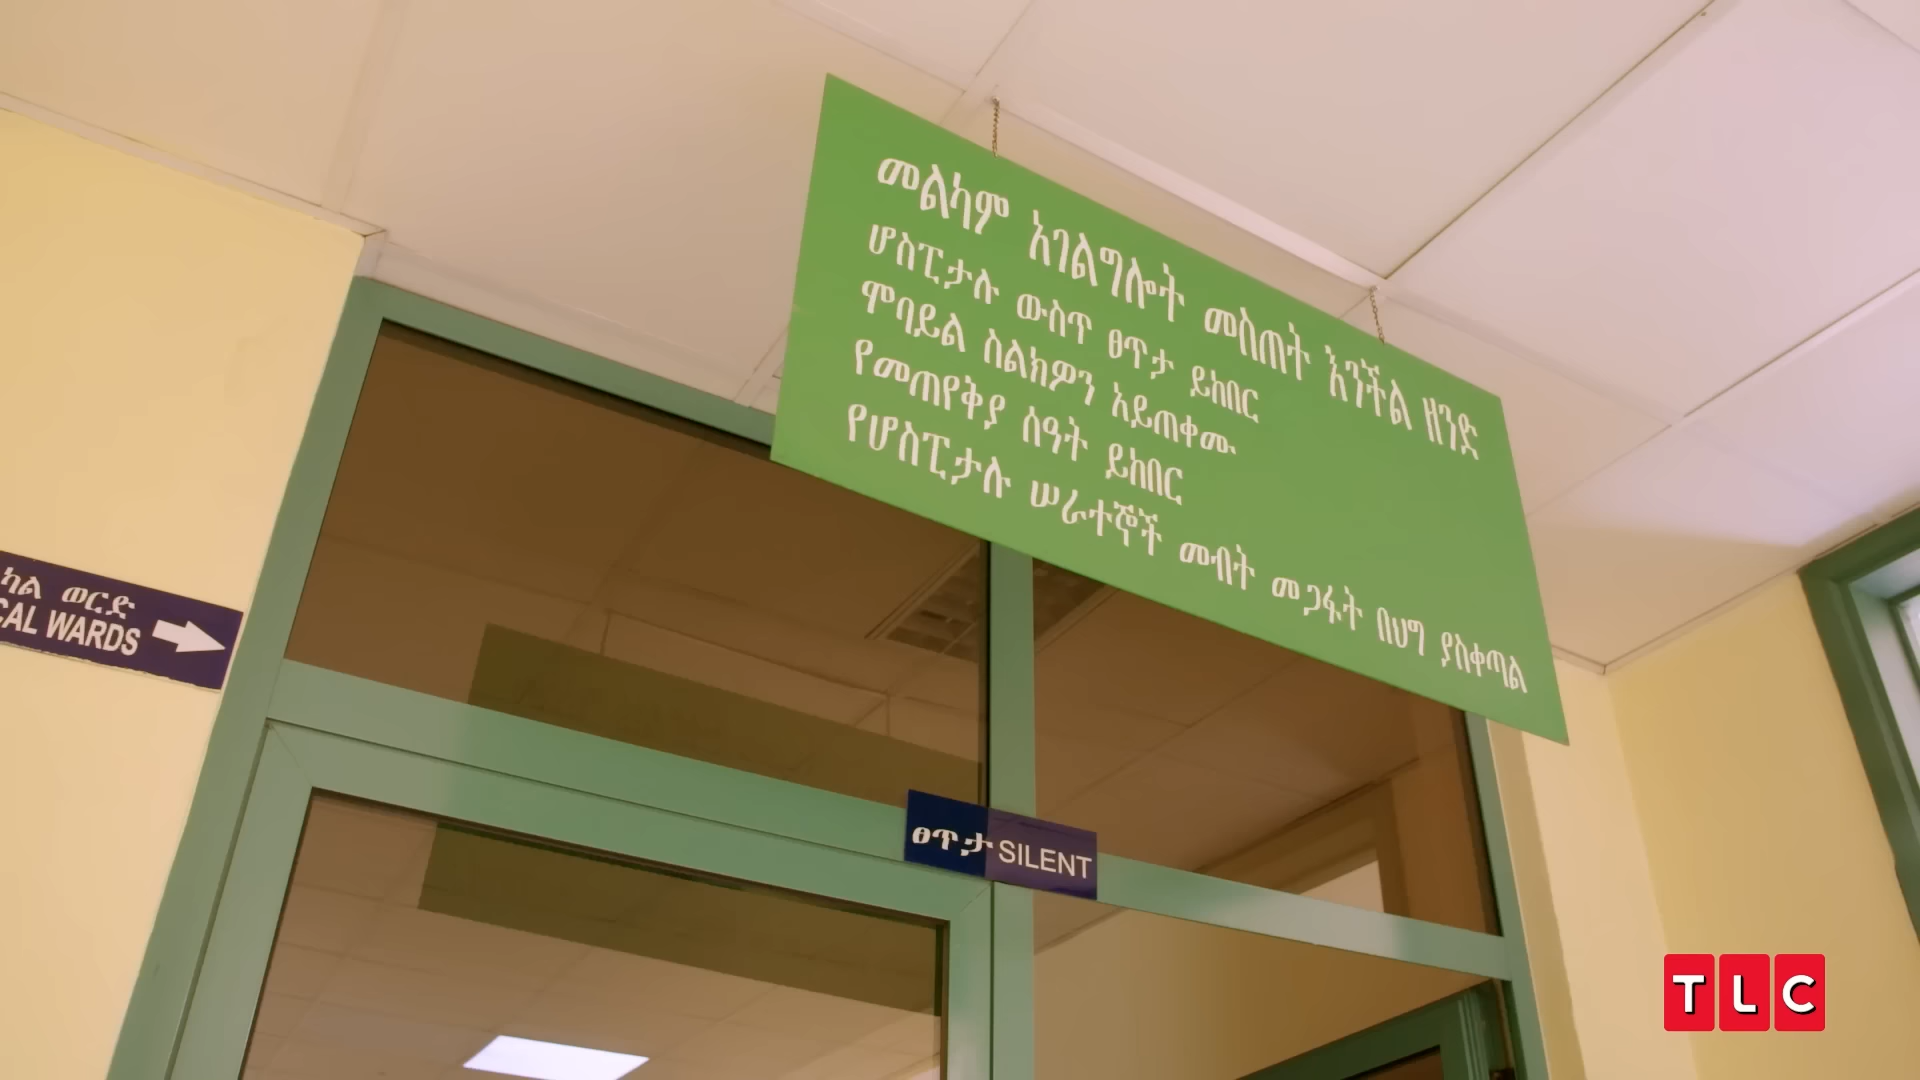 መልካም አገልግሎት መስጠት እንችል ዘንድ
ሆስፒታሉ ውስጥ ፀጥታ ይከበር
ሞባይል ስልክዎን አይጠቀሙ
የመጠየቅያ ሰዓት ይከበር
የሆስፒታሉ ሠራተኞች መብት መጋፋት በህግ ያስቀጣል
ካል ወርድ
CAL WARDS
ፀጥታ SILENT
TLC